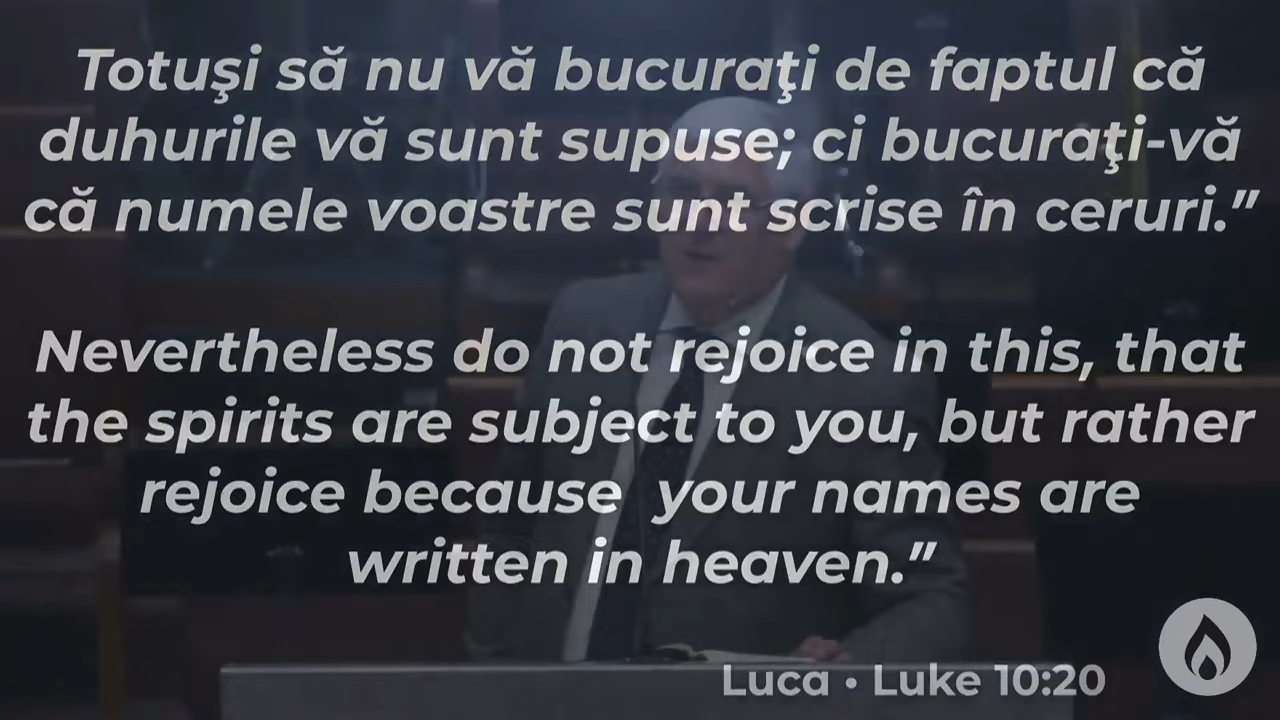 Totuşi să nu vă bucuraţi de faptul că
duhurile vă sunt supuse; ci bucuraţi-vă
că numele voastre sunt scrise în ceruri.”
Nevertheless do not rejoice in this, that
the spirits are subject to you, but rather
rejoice because  your names are
written in heaven.”
Luca • Luke 10:20